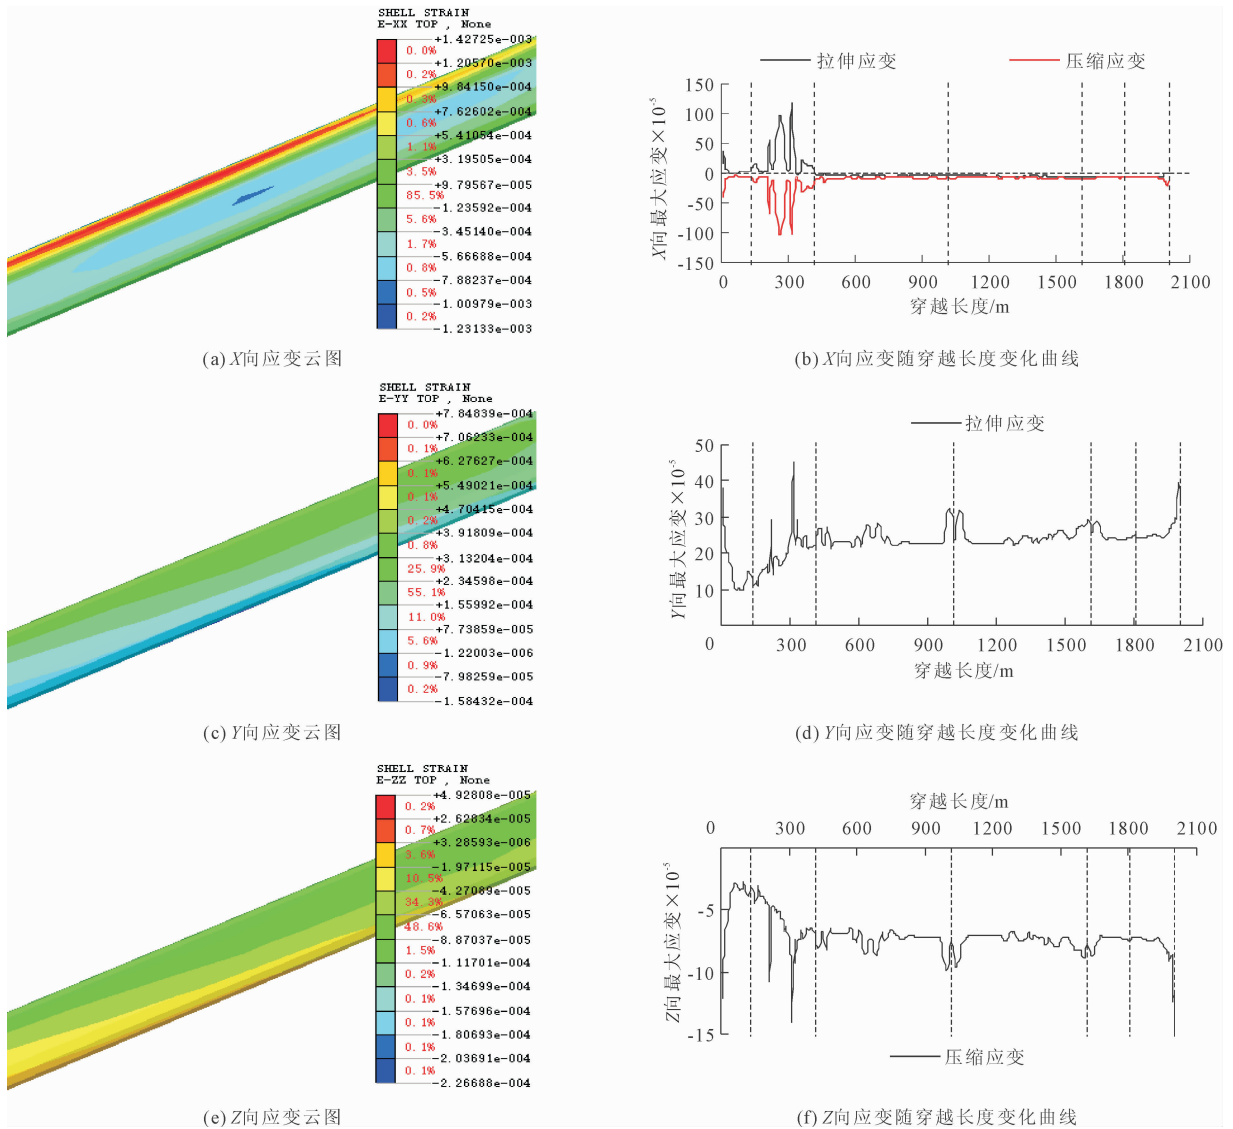 SHELL STRAIN
E-XX TOP , None
+1.42725e-003
0.0%
+1.20570e-003
0.2%
+9.84150e-004
0.3%
+7.62602e-004
0.6%
+5.41054e-004
1.1%
+3.19505e-004
3.5%
+9.79567e-005
85.5%
-1.23592e-004
5.6%
-3.45140e-004
1.7%
-5.66688e-004
0.8%
-7.88237e-004
0.5%
-1.00979e-003
0.2%
-1.23133e-003
(a) X向应变云图
拉伸应变
压缩应变
X向最大应变×10-5
150
100
50
0
-50
-100
-150
0 300 600 900 1200 1500 1800 2100
穿越长度/m
(b) X向应变随穿越长度变化曲线
SHELL STRAIN
E-YY TOP , None
+7.84839e-004
0.0%
+7.06233e-004
0.1%
+6.27627e-004
0.1%
+5.49021e-004
0.1%
+4.70415e-004
0.2%
+3.91809e-004
0.8%
+3.13204e-004
25.9%
+2.34598e-004
55.1%
+1.55992e-004
11.0%
+7.73859e-005
5.6%
-1.22003e-006
0.9%
-7.98259e-005
0.2%
-1.58432e-004
(c) Y向应变云图
拉伸应变
Y向最大应变×10-5
50
40
30
20
10
0 300 600 900 1200 1500 1800 2100
穿越长度/m
(d) Y向应变随穿越长度变化曲线
SHELL STRAIN
E-ZZ TOP , None
+4.92808e-005
0.2%
+2.62834e-005
0.7%
+3.28593e-006
3.6%
-1.97115e-005
10.5%
-4.27089e-005
34.3%
-6.57063e-005
48.6%
-8.87037e-005
1.5%
-1.11701e-004
0.2%
-1.34699e-004
0.1%
-1.57696e-004
0.1%
-1.80693e-004
0.1%
-2.03691e-004
0.1%
-2.26688e-004
(e) Z向应变云图
穿越长度/m
0 300 600 900 1200 1500 1800 2100
Z向最大应变×10-5
-5
-10
-15
压缩应变
(f) Z向应变随穿越长度变化曲线